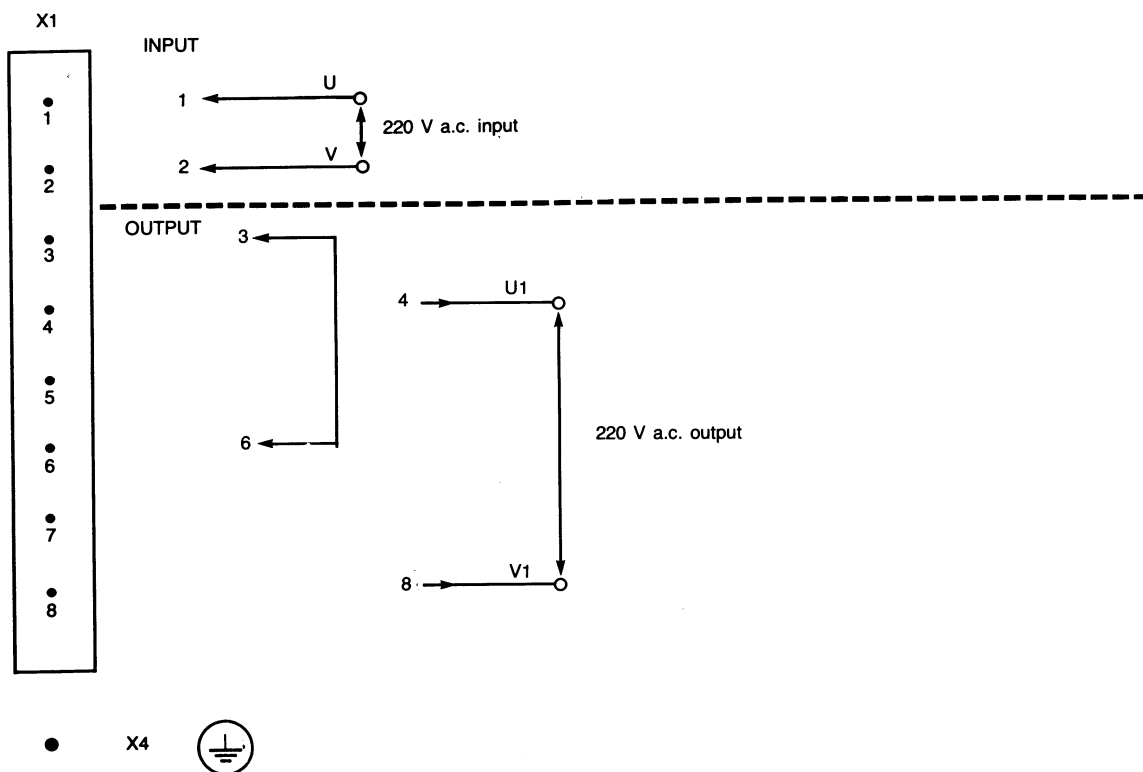 X1
INPUT
1
2
3
4
5
6
7
8
1 U
220 V a.c. input
2 V
OUTPUT
3
4 U1
220 V a.c. output
6
8 V1
X4